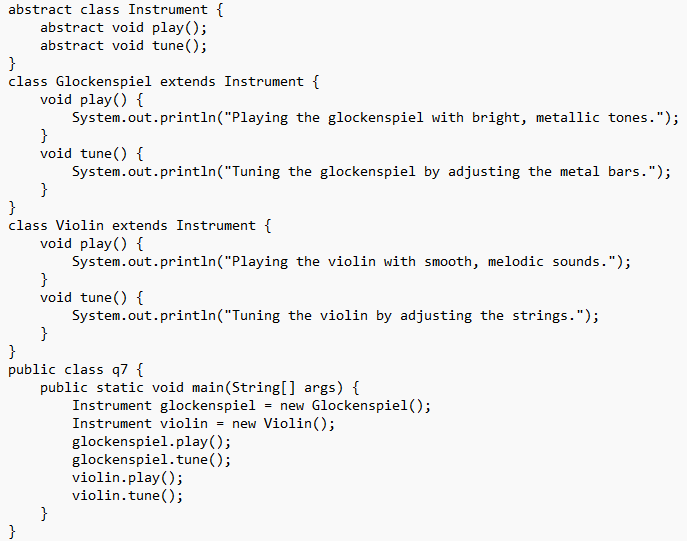 abstract class Instrument {
    abstract void play();
    abstract void tune();
}
class Glockenspiel extends Instrument {
    void play() {
        System.out.println("Playing the glockenspiel with bright, metallic tones.");
    }
    void tune() {
        System.out.println("Tuning the glockenspiel by adjusting the metal bars.");
    }
}
class Violin extends Instrument {
    void play() {
        System.out.println("Playing the violin with smooth, melodic sounds.");
    }
    void tune() {
        System.out.println("Tuning the violin by adjusting the strings.");
    }
}
public class q7 {
    public static void main(String[] args) {
        Instrument glockenspiel = new Glockenspiel();
        Instrument violin = new Violin();
        glockenspiel.play();
        glockenspiel.tune();
        violin.play();
        violin.tune();
    }
}